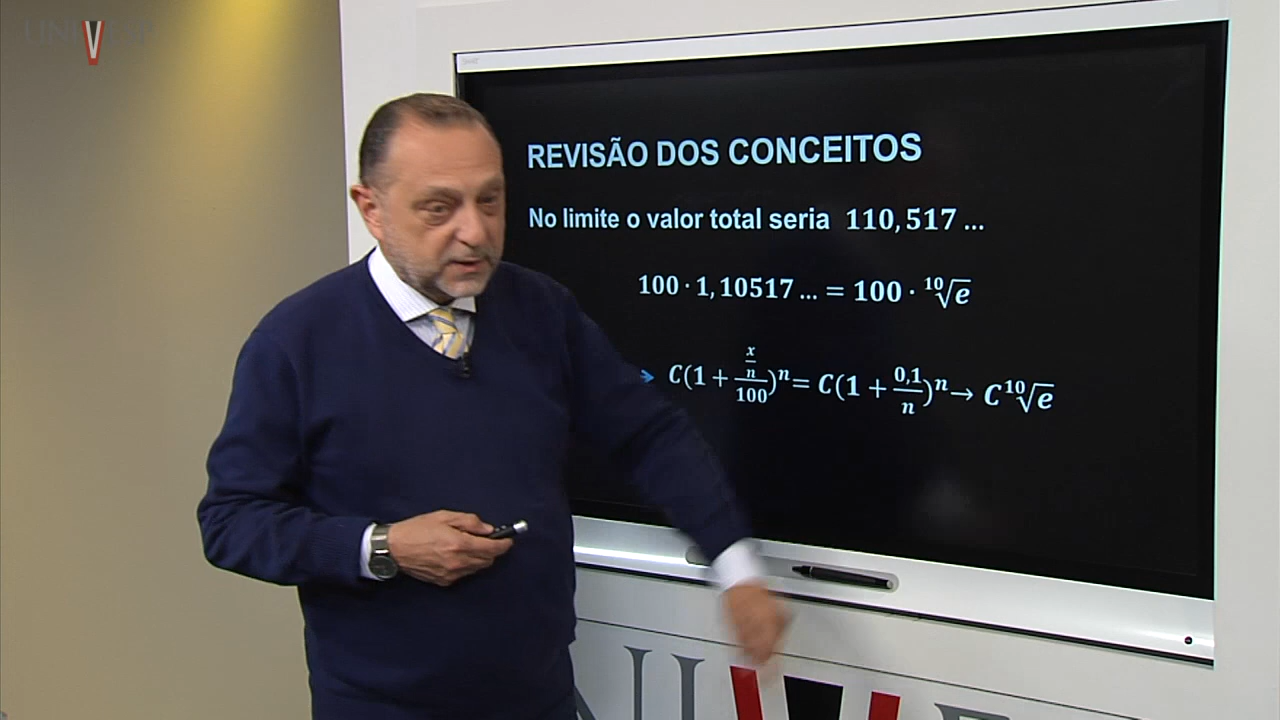 UNIVESP
REVISÃO DOS CONCEITOS
No limite o valor total seria 110,517 ...
100 · 1,10517 ... = 100 · ¹⁰√e
C(1 + (x/n)/100)ⁿ = C(1 + 0,1/n)ⁿ → C ¹⁰√e